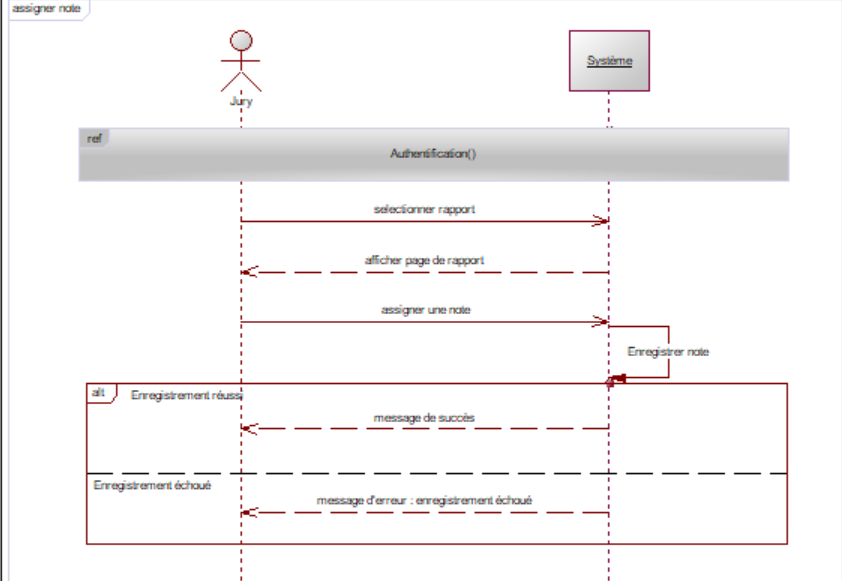 assigner note
Système
Jury
ref
Authentification()
selectionner rapport
afficher page de rapport
assigner une note
Enregistrer note
alt
Enregistrement réussi
message de succès
Enregistrement échoué
message d'erreur : enregistrement échoué